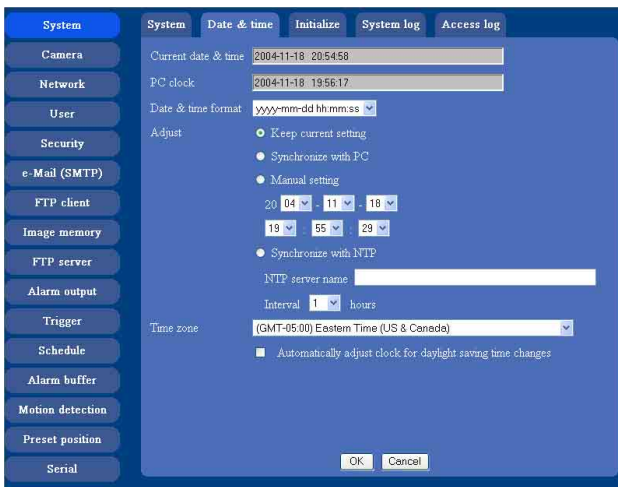 System
Camera
Network
User
Security
e-Mail (SMTP)
FTP client
Image memory
FTP server
Alarm output
Trigger
Schedule
Alarm buffer
Motion detection
Preset position
Serial
System Date & time Initialize System log Access log
Current date & time 2004-11-18 20:54:58
PC clock 2004-11-18 19:56:17
Date & time format yyyy-mm-dd hh:mm:ss
Adjust Keep current setting
Synchronize with PC
Manual setting
20 04 - 11 - 18
19 : 55 : 29
Synchronize with NTP
NTP server name
Interval 1 hours
Time zone (GMT-05:00) Eastern Time (US & Canada)
Automatically adjust clock for daylight saving time changes
OK Cancel